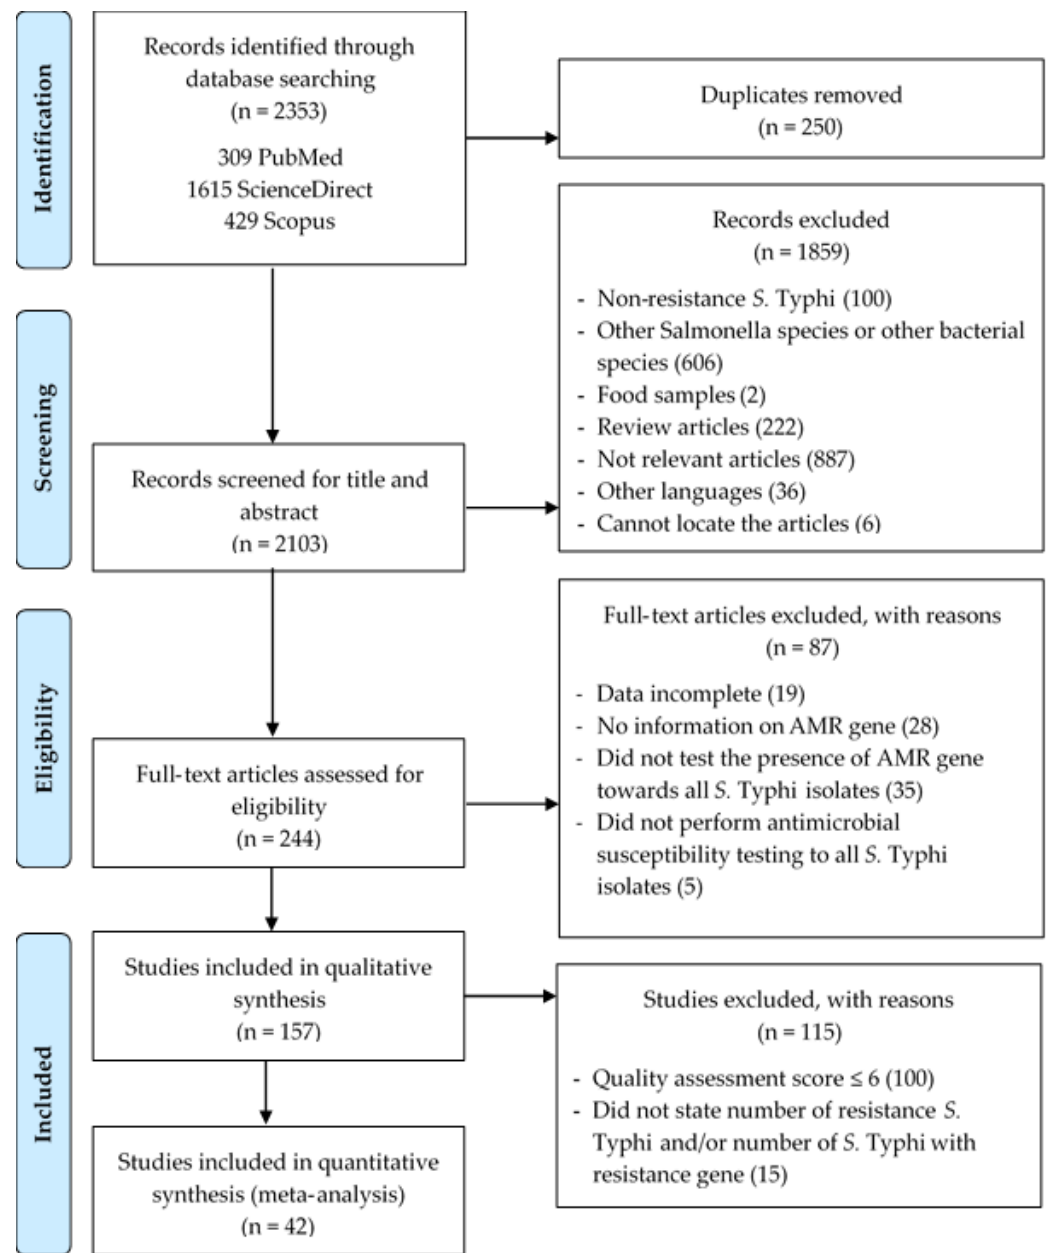 Identification
Records identified through
database searching
(n = 2353)
309 PubMed
1615 ScienceDirect
429 Scopus
Duplicates removed
(n = 250)
Screening
Records excluded
(n = 1859)
- Non-resistance S. Typhi (100)
- Other Salmonella species or other bacterial
species (606)
- Food samples (2)
- Review articles (222)
- Not relevant articles (887)
- Other languages (36)
- Cannot locate the articles (6)
Records screened for title and
abstract
(n = 2103)
Eligibility
Full-text articles excluded, with reasons
(n = 87)
- Data incomplete (19)
- No information on AMR gene (28)
- Did not test the presence of AMR gene
towards all S. Typhi isolates (35)
- Did not perform antimicrobial
susceptibility testing to all S. Typhi
isolates (5)
Full-text articles assessed for
eligibility
(n = 244)
Included
Studies included in qualitative
synthesis
(n = 157)
Studies excluded, with reasons
(n = 115)
- Quality assessment score ≤ 6 (100)
- Did not state number of resistance S.
Typhi and/or number of S. Typhi with
resistance gene (15)
Studies included in quantitative
synthesis (meta-analysis)
(n = 42)